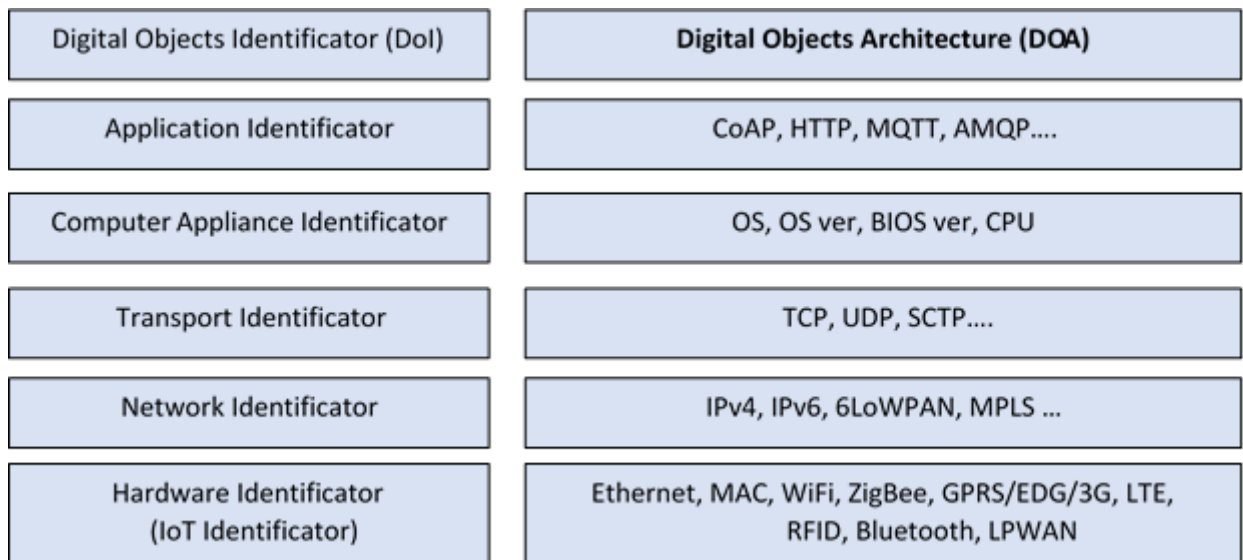 Digital Objects Identificator (DoI)
Digital Objects Architecture (DOA)
Application Identificator
CoAP, HTTP, MQTT, AMQP....
Computer Appliance Identificator
OS, OS ver, BIOS ver, CPU
Transport Identificator
TCP, UDP, SCTP....
Network Identificator
IPv4, IPv6, 6LoWPAN, MPLS ...
Hardware Identificator
(IoT Identificator)
Ethernet, MAC, WiFi, ZigBee, GPRS/EDG/3G, LTE,
RFID, Bluetooth, LPWAN